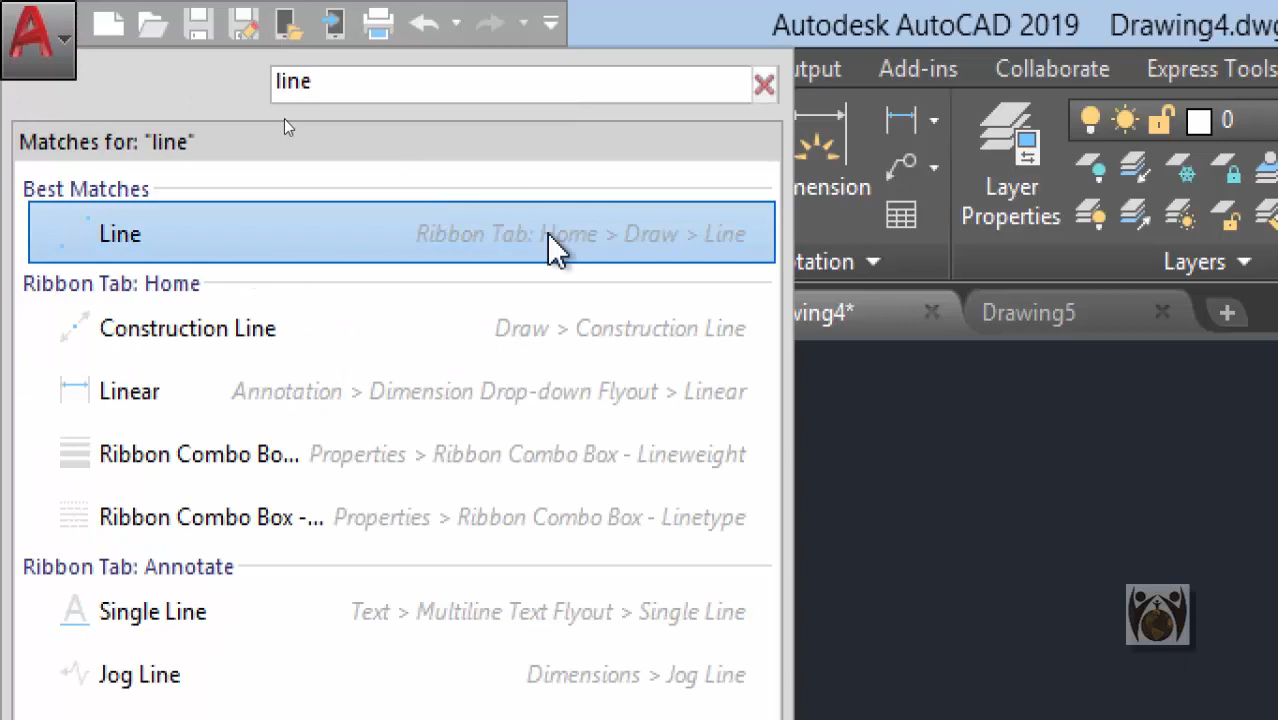 Autodesk AutoCAD 2019 Drawing4.dwg
line
utput Add-ins Collaborate Express Tools
Matches for: "line"
Best Matches
Line Ribbon Tab: Home > Draw > Line
Ribbon Tab: Home
Construction Line Draw > Construction Line
Linear Annotation > Dimension Drop-down Flyout > Linear
Ribbon Combo Bo... Properties > Ribbon Combo Box - Lineweight
Ribbon Combo Box -... Properties > Ribbon Combo Box - Linetype
Ribbon Tab: Annotate
Single Line Text > Multiline Text Flyout > Single Line
Jog Line Dimensions > Jog Line
0
nension
Layer
Properties
tation
Layers
wing4*
Drawing5